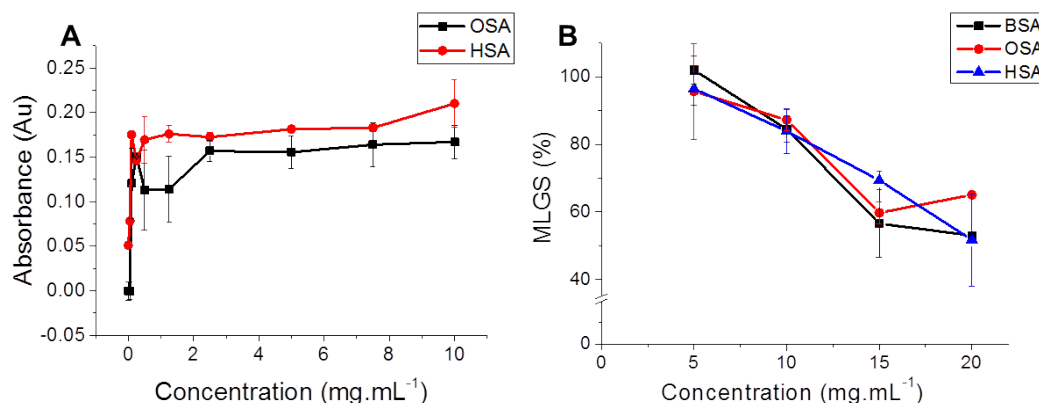 A
OSA
HSA
Absorbance (Au)
0.25
0.20
0.15
0.10
0.05
0.00
-0.05
0
2
4
6
8
10
Concentration (mg.mL⁻¹)
B
BSA
OSA
HSA
MLGS (%)
100
80
60
40
0
0
5
10
15
20
Concentration (mg.mL⁻¹)